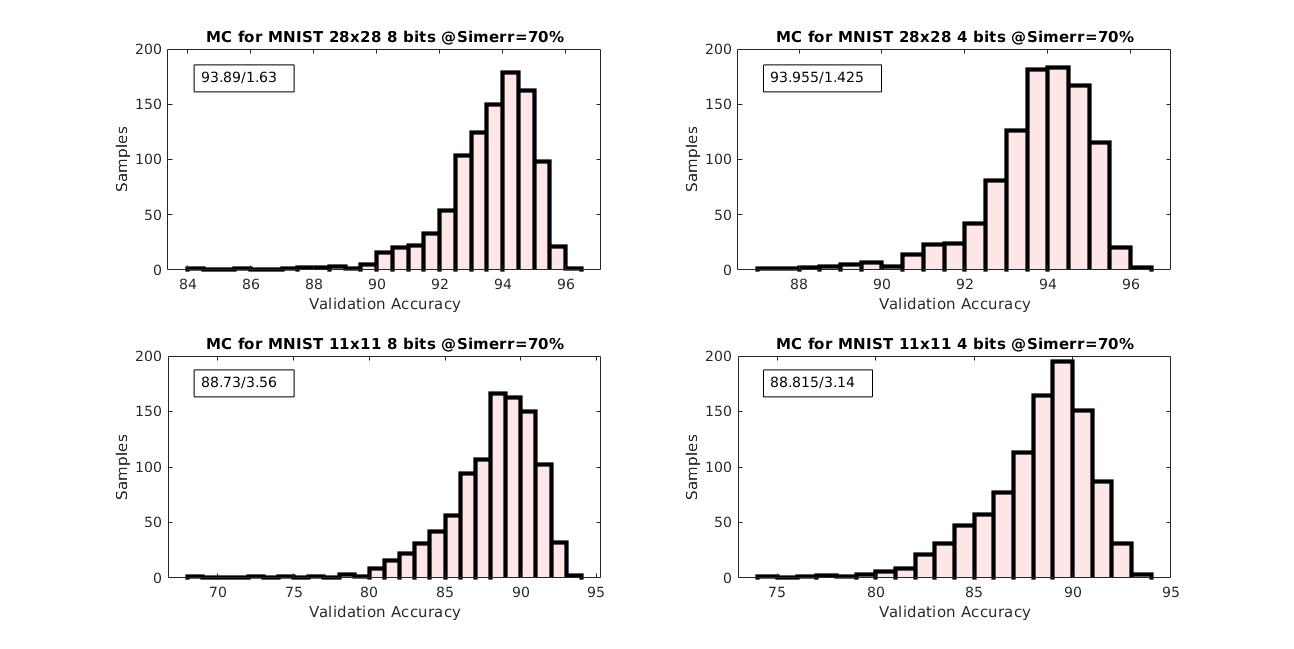 MC for MNIST 28x28 8 bits @Simerr=70%
200
150
100
50
0
Samples
93.89/1.63
84 86 88 90 92 94 96
Validation Accuracy
MC for MNIST 28x28 4 bits @Simerr=70%
200
150
100
50
0
Samples
93.955/1.425
88 90 92 94 96
Validation Accuracy
MC for MNIST 11x11 8 bits @Simerr=70%
200
150
100
50
0
Samples
88.73/3.56
70 75 80 85 90 95
Validation Accuracy
MC for MNIST 11x11 4 bits @Simerr=70%
200
150
100
50
0
Samples
88.815/3.14
75 80 85 90 95
Validation Accuracy